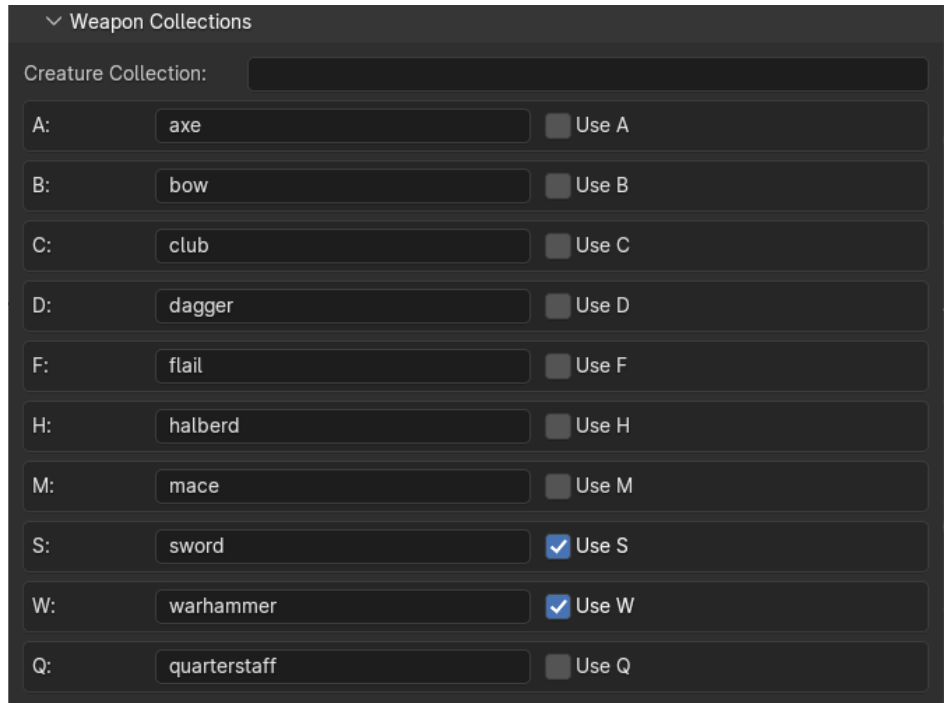 Weapon Collections
Creature Collection:
A: axe Use A
B: bow Use B
C: club Use C
D: dagger Use D
F: flail Use F
H: halberd Use H
M: mace Use M
S: sword Use S
W: warhammer Use W
Q: quarterstaff Use Q